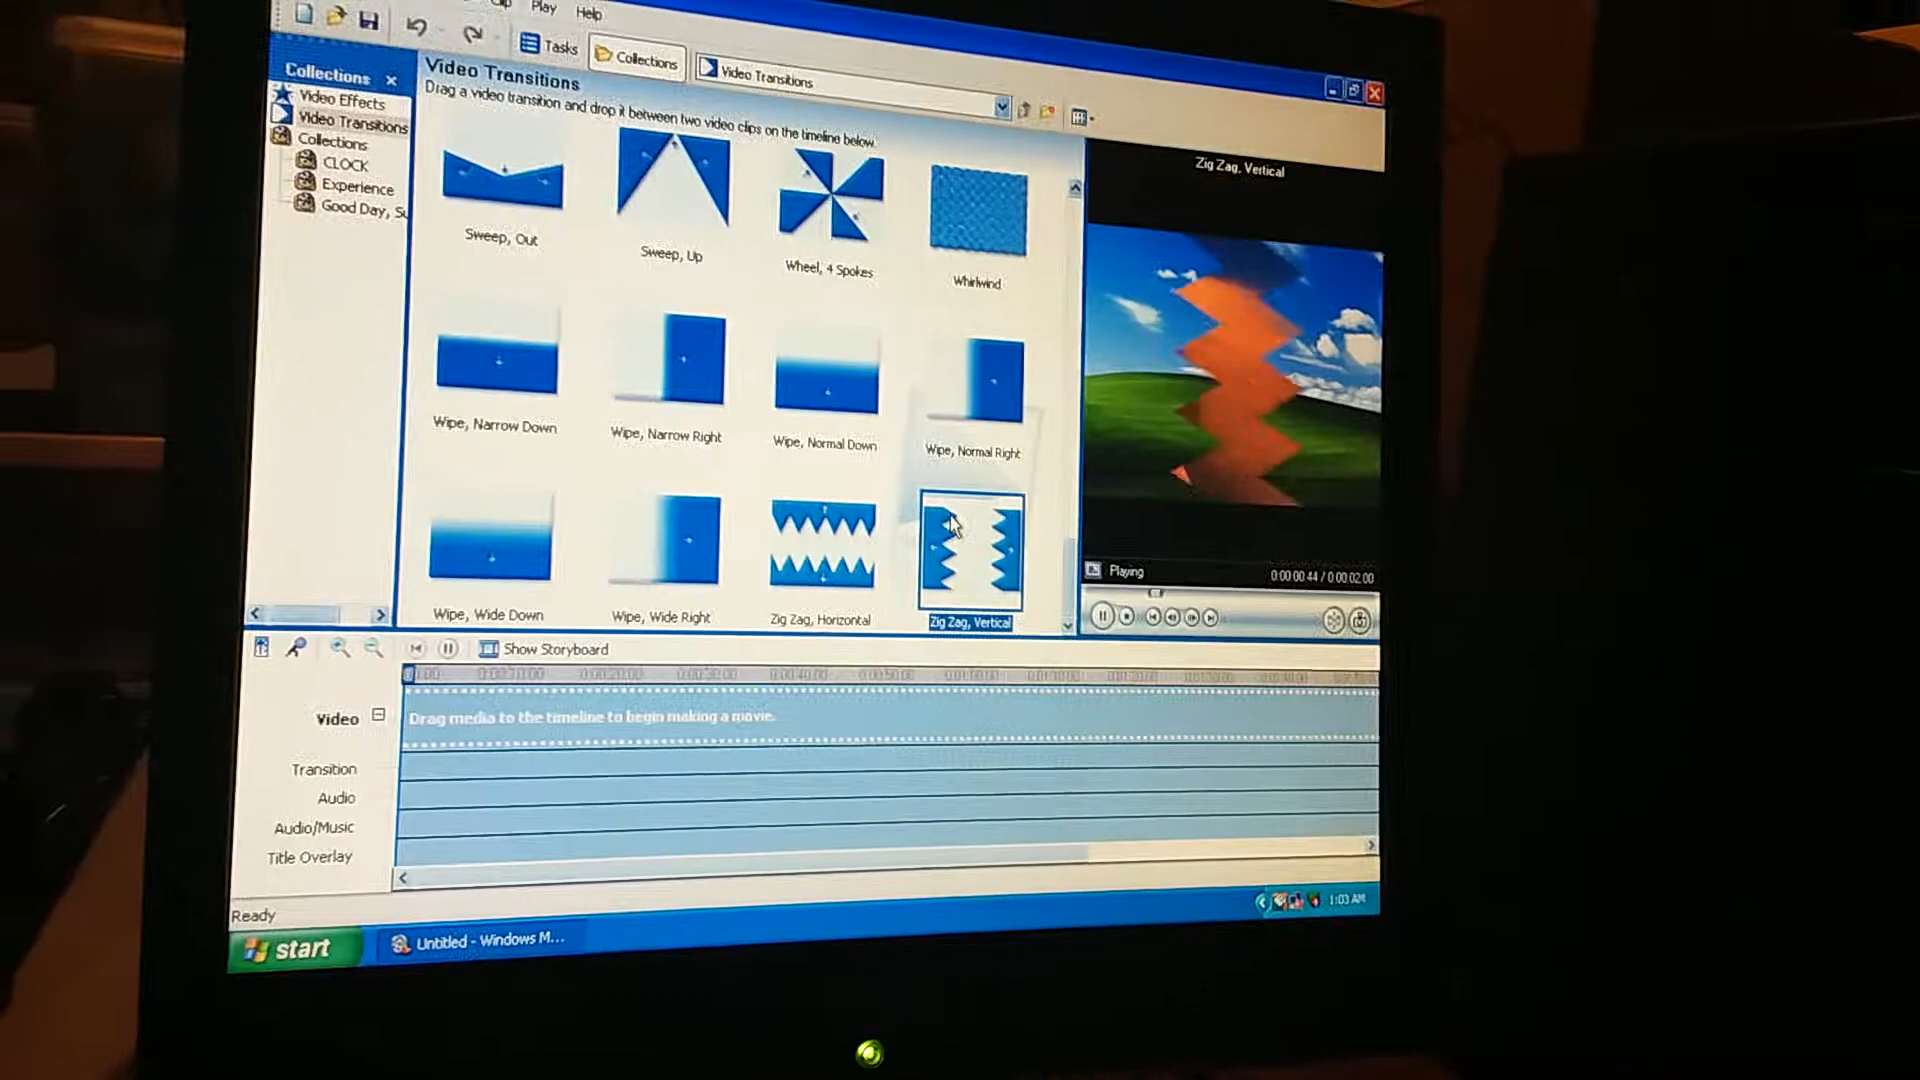 Clip Play Help
Tasks Collections Video Transitions
Collections
Video Effects
Video Transitions
Collections
CLOCK
Experience
Good Day, Su
Video Transitions
Drag a video transition and drop it between two video clips on the timeline below.
Sweep, Out
Sweep, Up
Wheel, 4 Spokes
Whirlwind
Wipe, Narrow Down
Wipe, Narrow Right
Wipe, Normal Down
Wipe, Normal Right
Wipe, Wide Down
Wipe, Wide Right
Zig Zag, Horizontal
Zig Zag, Vertical
Zig Zag, Vertical
Playing
0:00:00.44 / 0:00:02.00
Show Storyboard
Video
Drag media to the timeline to begin making a movie.
Transition
Audio
Audio/Music
Title Overlay
Ready
start
Untitled - Windows M...
1:03 AM